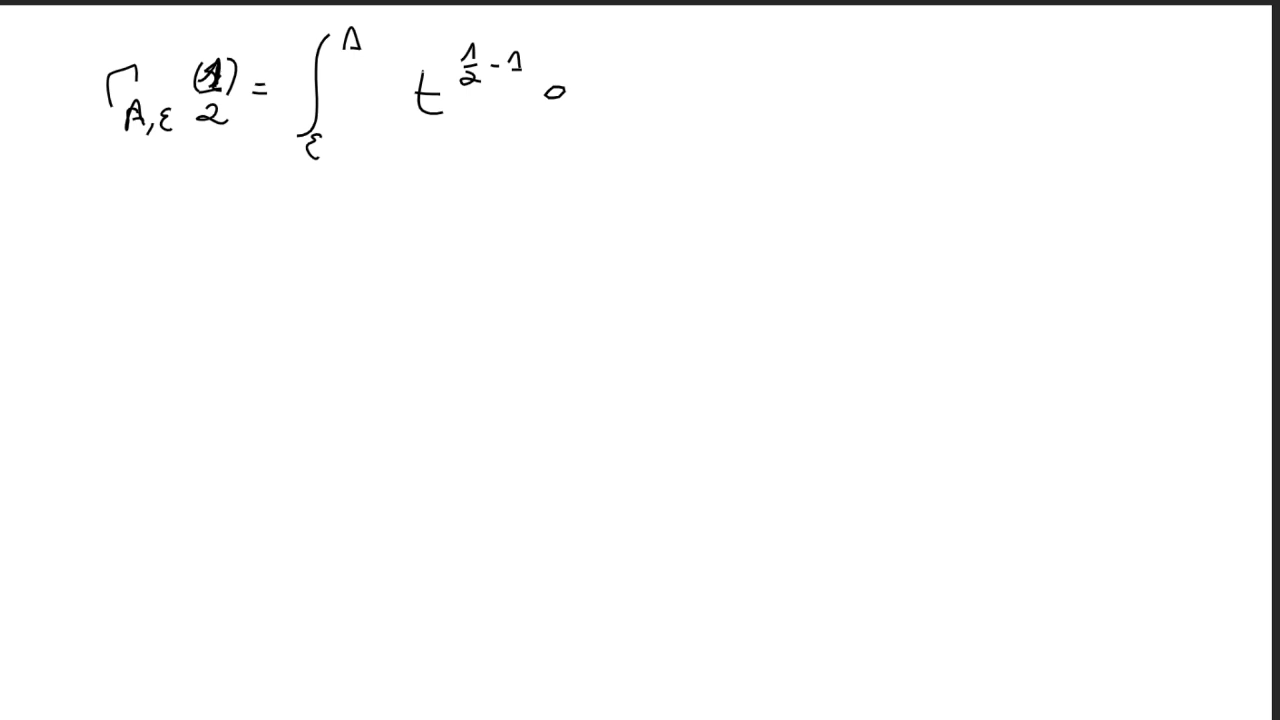 Γ_{A,ε}(1/2) = ∫_ε^A t^{1/2 - 1}